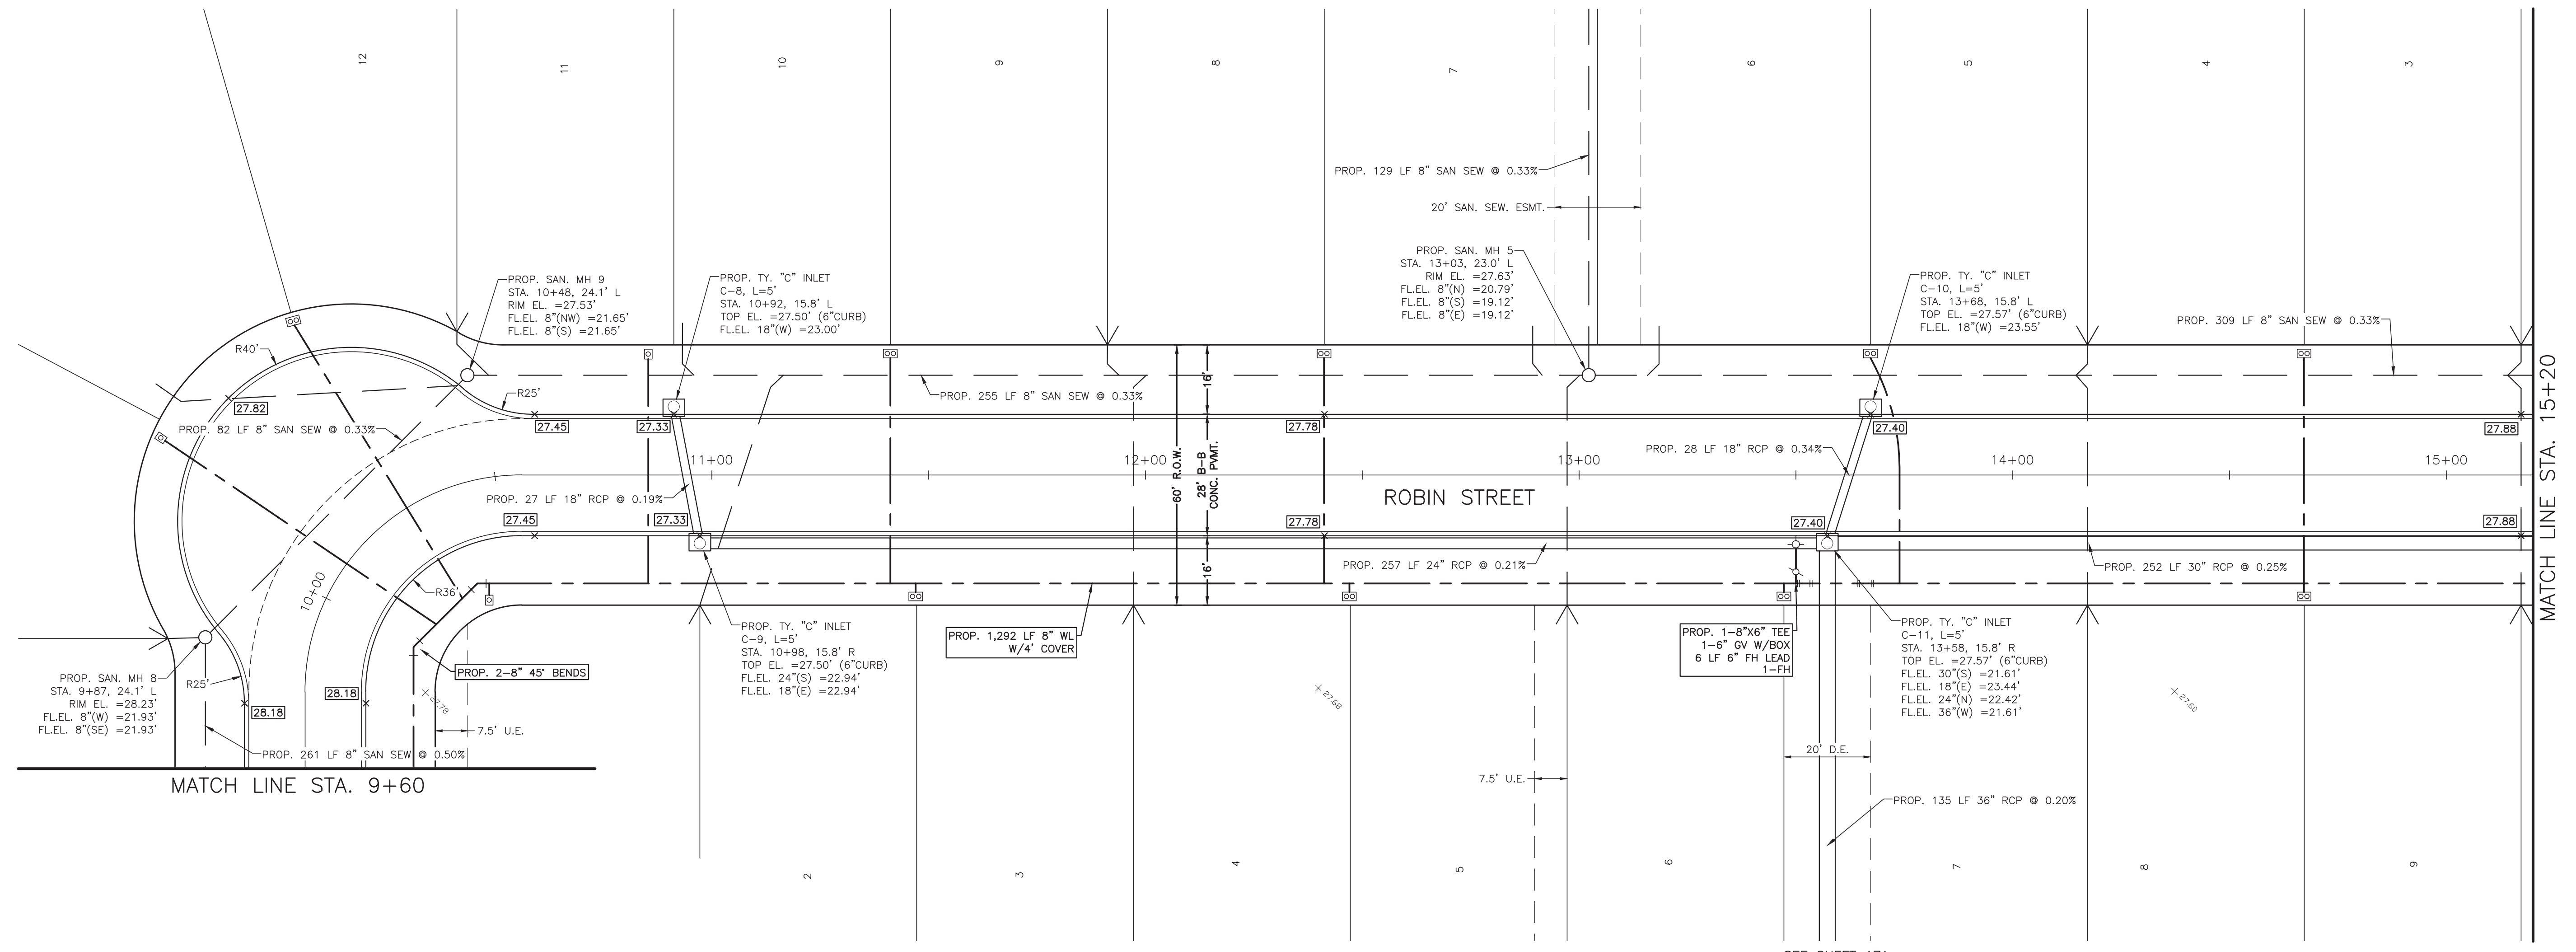 12
11
10
9
8
7
6
5
4
3
PROP. 129 LF 8" SAN SEW @ 0.33%
20' SAN. SEW. ESMT.
PROP. SAN. MH 9
STA. 10+48, 24.1' L
RIM EL. =27.53'
FL.EL. 8"(NW) =21.65'
FL.EL. 8"(S) =21.65'
PROP. TY. "C" INLET
C-8, L=5'
STA. 10+92, 15.8' L
TOP EL. =27.50' (6"CURB)
FL.EL. 18"(W) =23.00'
PROP. SAN. MH 5
STA. 13+03, 23.0' L
RIM EL. =27.63'
FL.EL. 8"(N) =20.79'
FL.EL. 8"(S) =19.12'
FL.EL. 8"(E) =19.12'
PROP. TY. "C" INLET
C-10, L=5'
STA. 13+68, 15.8' L
TOP EL. =27.57' (6"CURB)
FL.EL. 18"(W) =23.55'
PROP. 309 LF 8" SAN SEW @ 0.33%
R40'
R25'
PROP. 255 LF 8" SAN SEW @ 0.33%
16'
27.82
PROP. 82 LF 8" SAN SEW @ 0.33%
27.45
27.33
27.78
27.40
27.88
PROP. 28 LF 18" RCP @ 0.34%
11+00
12+00
13+00
14+00
15+00
60' R.O.W.
28' B-B
CONC. PVMT.
ROBIN STREET
PROP. 27 LF 18" RCP @ 0.19%
27.45
27.33
27.78
27.40
27.88
MATCH LINE STA. 15+20
10+00
R36'
16'
PROP. 257 LF 24" RCP @ 0.21%
PROP. 252 LF 30" RCP @ 0.25%
PROP. TY. "C" INLET
C-9, L=5'
STA. 10+98, 15.8' R
TOP EL. =27.50' (6"CURB)
FL.EL. 24"(S) =22.94'
FL.EL. 18"(E) =22.94'
PROP. 1,292 LF 8" WL
W/4' COVER
PROP. 1-8"X6" TEE
1-6" GV W/BOX
6 LF 6" FH LEAD
1-FH
PROP. TY. "C" INLET
C-11, L=5'
STA. 13+58, 15.8' R
TOP EL. =27.57' (6"CURB)
FL.EL. 30"(S) =21.61'
FL.EL. 18"(E) =23.44'
FL.EL. 24"(N) =22.42'
FL.EL. 36"(W) =21.61'
PROP. 2-8" 45° BENDS
PROP. SAN. MH 8
STA. 9+87, 24.1' L
RIM EL. =28.23'
FL.EL. 8"(W) =21.93'
FL.EL. 8"(SE) =21.93'
R25'
28.18
28.18
27.78
27.68
27.60
7.5' U.E.
PROP. 261 LF 8" SAN SEW @ 0.50%
20' D.E.
7.5' U.E.
MATCH LINE STA. 9+60
PROP. 135 LF 36" RCP @ 0.20%
2
3
4
5
6
7
8
9